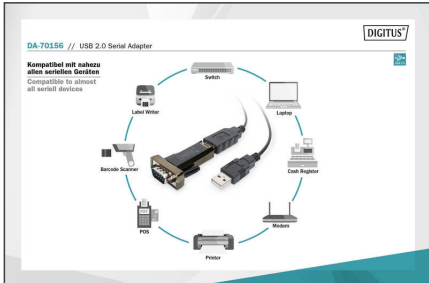 DIGITUS®
DA-70156 // USB 2.0 Serial Adapter
Kompatibel mit nahezu
allen seriellen Geräten
Compatible to almost
all seriell devices
Switch
Label Writer
Laptop
Barcode Scanner
Cash Register
POS
Modem
Printer